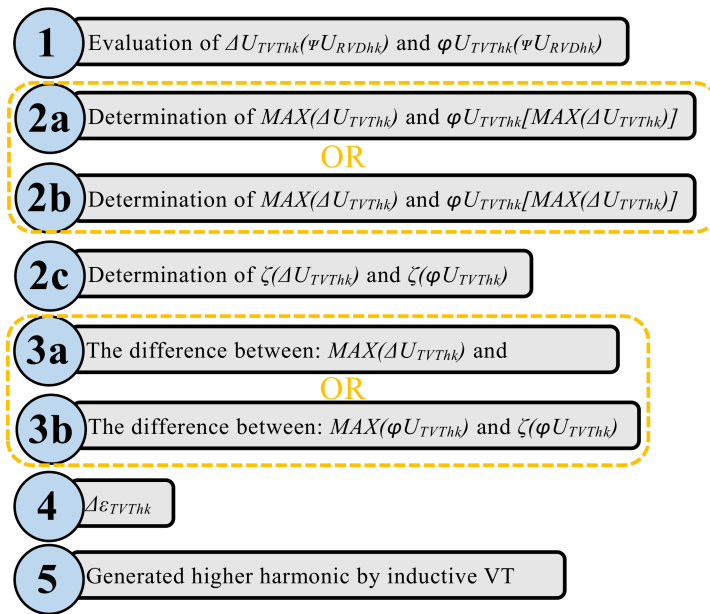 1 Evaluation of ΔU_TVThk(ΨU_RVDhk) and φU_TVThk(ΨU_RVDhk)
2a Determination of MAX(ΔU_TVThk) and φU_TVThk[MAX(ΔU_TVThk)]
OR
2b Determination of MAX(ΔU_TVThk) and φU_TVThk[MAX(ΔU_TVThk)]
2c Determination of ζ(ΔU_TVThk) and ζ(φU_TVThk)
3a The difference between: MAX(ΔU_TVThk) and
OR
3b The difference between: MAX(φU_TVThk) and ζ(φU_TVThk)
4 Δε_TVThk
5 Generated higher harmonic by inductive VT